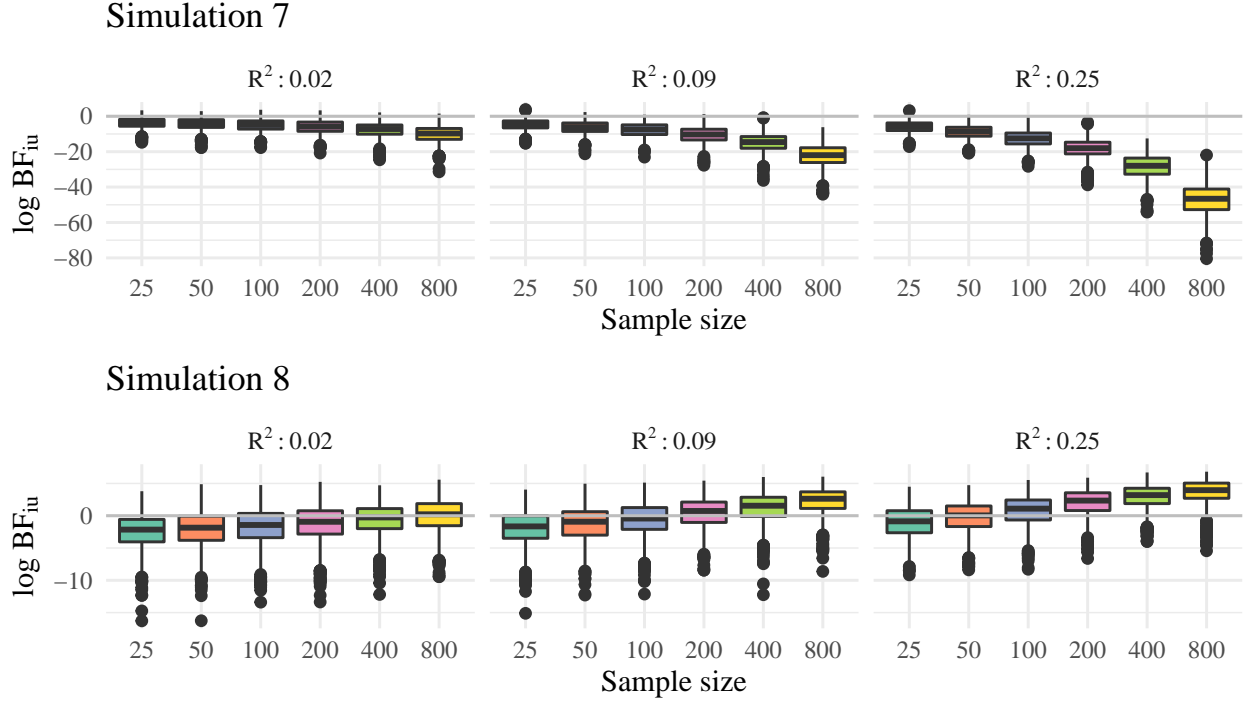 Simulation 7
R²: 0.02 R²: 0.09 R²: 0.25
0
−20
−40
−60
−80
log BFiu
25 50 100 200 400 800 25 50 100 200 400 800 25 50 100 200 400 800
Sample size Sample size
Simulation 8
R²: 0.02 R²: 0.09 R²: 0.25
0
−10
log BFiu
25 50 100 200 400 800 25 50 100 200 400 800 25 50 100 200 400 800
Sample size